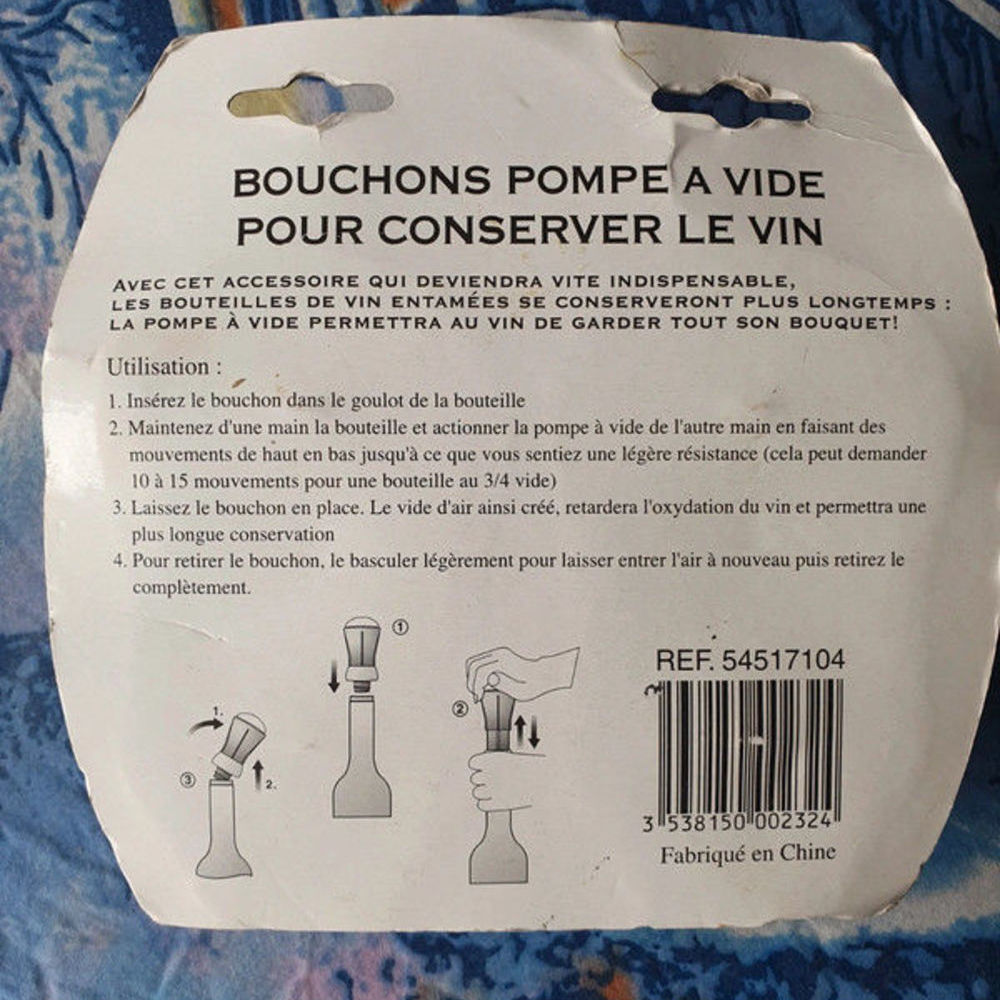 BOUCHONS POMPE A VIDE
POUR CONSERVER LE VIN
AVEC CET ACCESSOIRE QUI DEVIENDRA VITE INDISPENSABLE,
LES BOUTEILLES DE VIN ENTAMÉES SE CONSERVERONT PLUS LONGTEMPS :
LA POMPE À VIDE PERMETTRA AU VIN DE GARDER TOUT SON BOUQUET!
Utilisation :
1. Insérez le bouchon dans le goulot de la bouteille
2. Maintenez d'une main la bouteille et actionner la pompe à vide de l'autre main en faisant des
mouvements de haut en bas jusqu'à ce que vous sentiez une légère résistance (cela peut demander
10 à 15 mouvements pour une bouteille au 3/4 vide)
3. Laissez le bouchon en place. Le vide d'air ainsi créé, retardera l'oxydation du vin et permettra une
plus longue conservation
4. Pour retirer le bouchon, le basculer légèrement pour laisser entrer l'air à nouveau puis retirez le
complètement.
①
②
③
1.
2.
REF. 54517104
3 538150 002324
Fabriqué en Chine